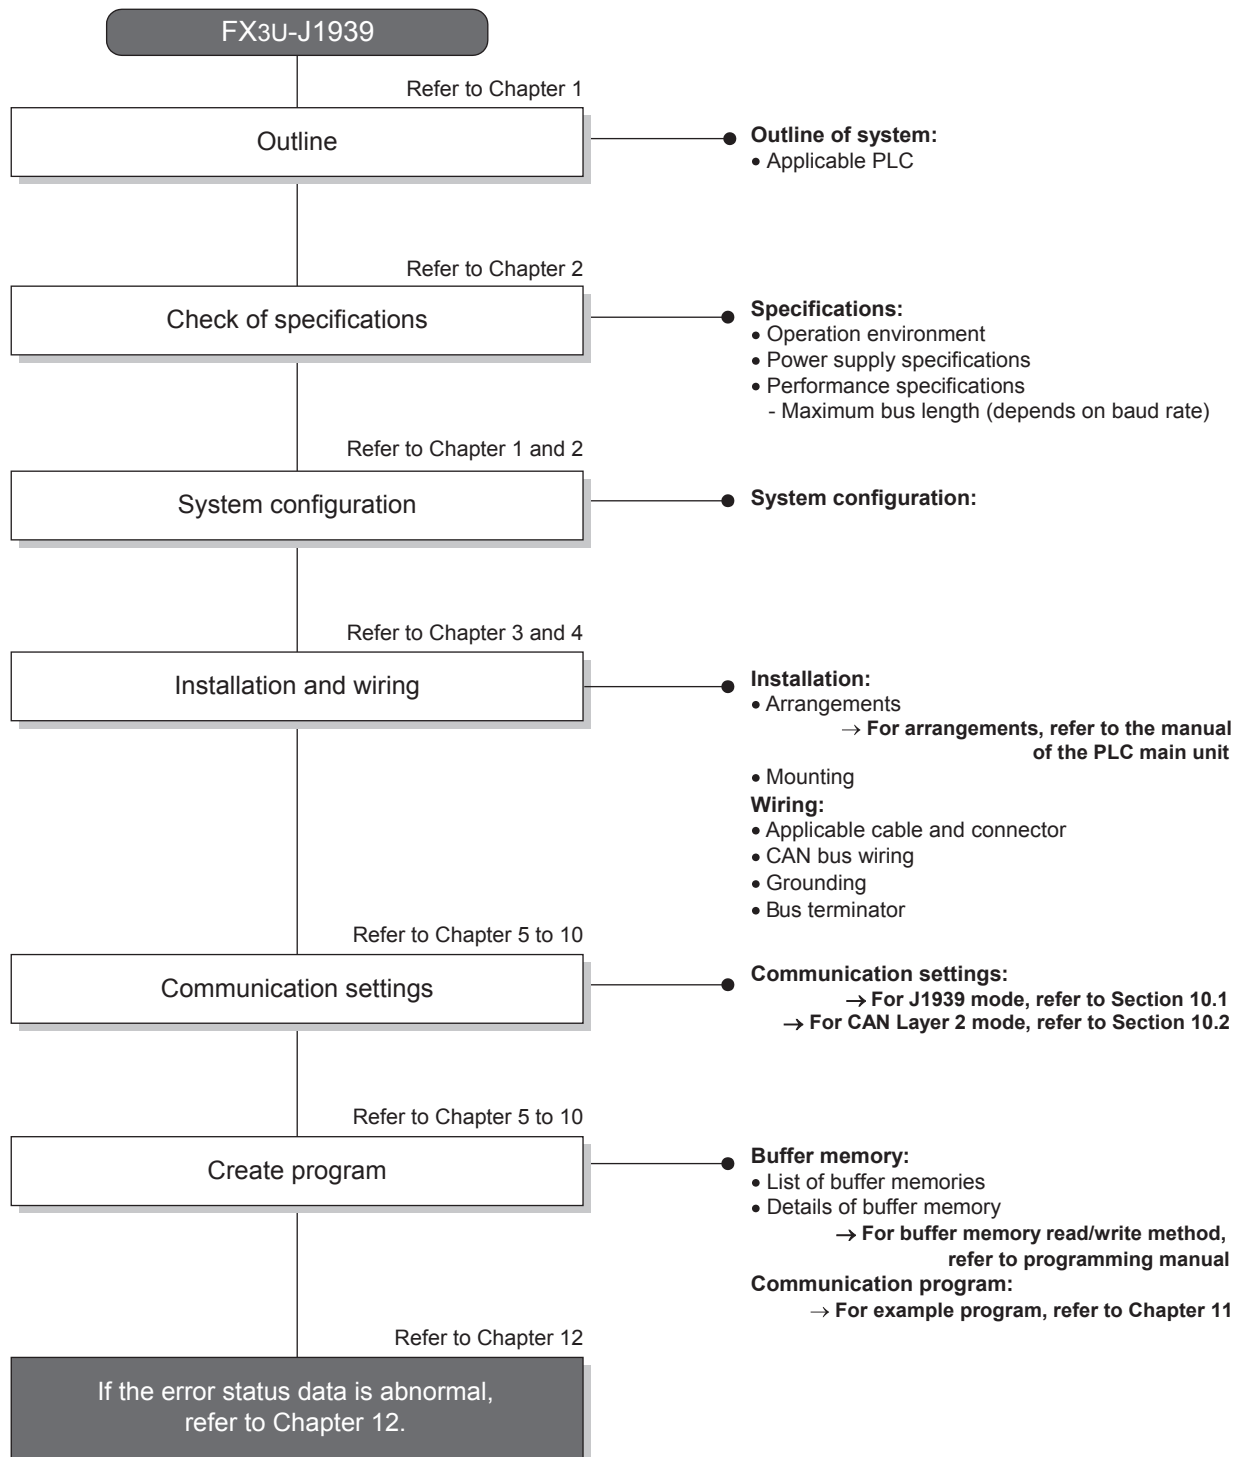 FX3U-J1939
Refer to Chapter 1
Outline
Outline of system:
• Applicable PLC
Refer to Chapter 2
Check of specifications
Specifications:
• Operation environment
• Power supply specifications
• Performance specifications
- Maximum bus length (depends on baud rate)
Refer to Chapter 1 and 2
System configuration
System configuration:
Refer to Chapter 3 and 4
Installation and wiring
Installation:
• Arrangements
→ For arrangements, refer to the manual
of the PLC main unit
• Mounting
Wiring:
• Applicable cable and connector
• CAN bus wiring
• Grounding
• Bus terminator
Refer to Chapter 5 to 10
Communication settings
Communication settings:
→ For J1939 mode, refer to Section 10.1
→ For CAN Layer 2 mode, refer to Section 10.2
Refer to Chapter 5 to 10
Create program
Buffer memory:
• List of buffer memories
• Details of buffer memory
→ For buffer memory read/write method,
refer to programming manual
Communication program:
→ For example program, refer to Chapter 11
Refer to Chapter 12
If the error status data is abnormal,
refer to Chapter 12.